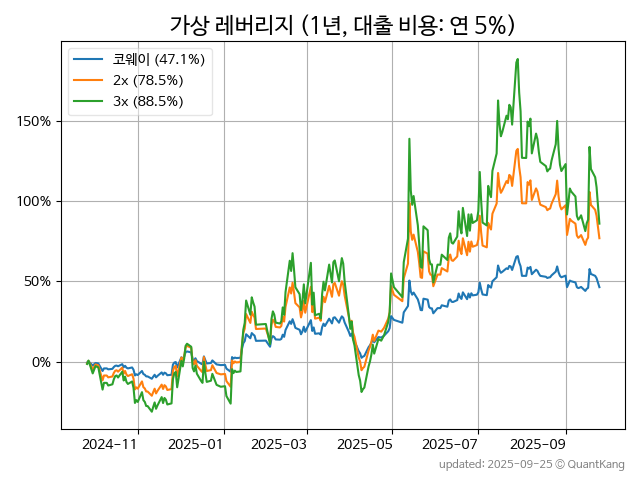 가상 레버리지 (1년, 대출 비용: 연 5%)
코웨이 (47.1%)
2x (78.5%)
3x (88.5%)
150%
100%
50%
0%
2024-11 2025-01 2025-03 2025-05 2025-07 2025-09
updated: 2025-09-25 © QuantKang